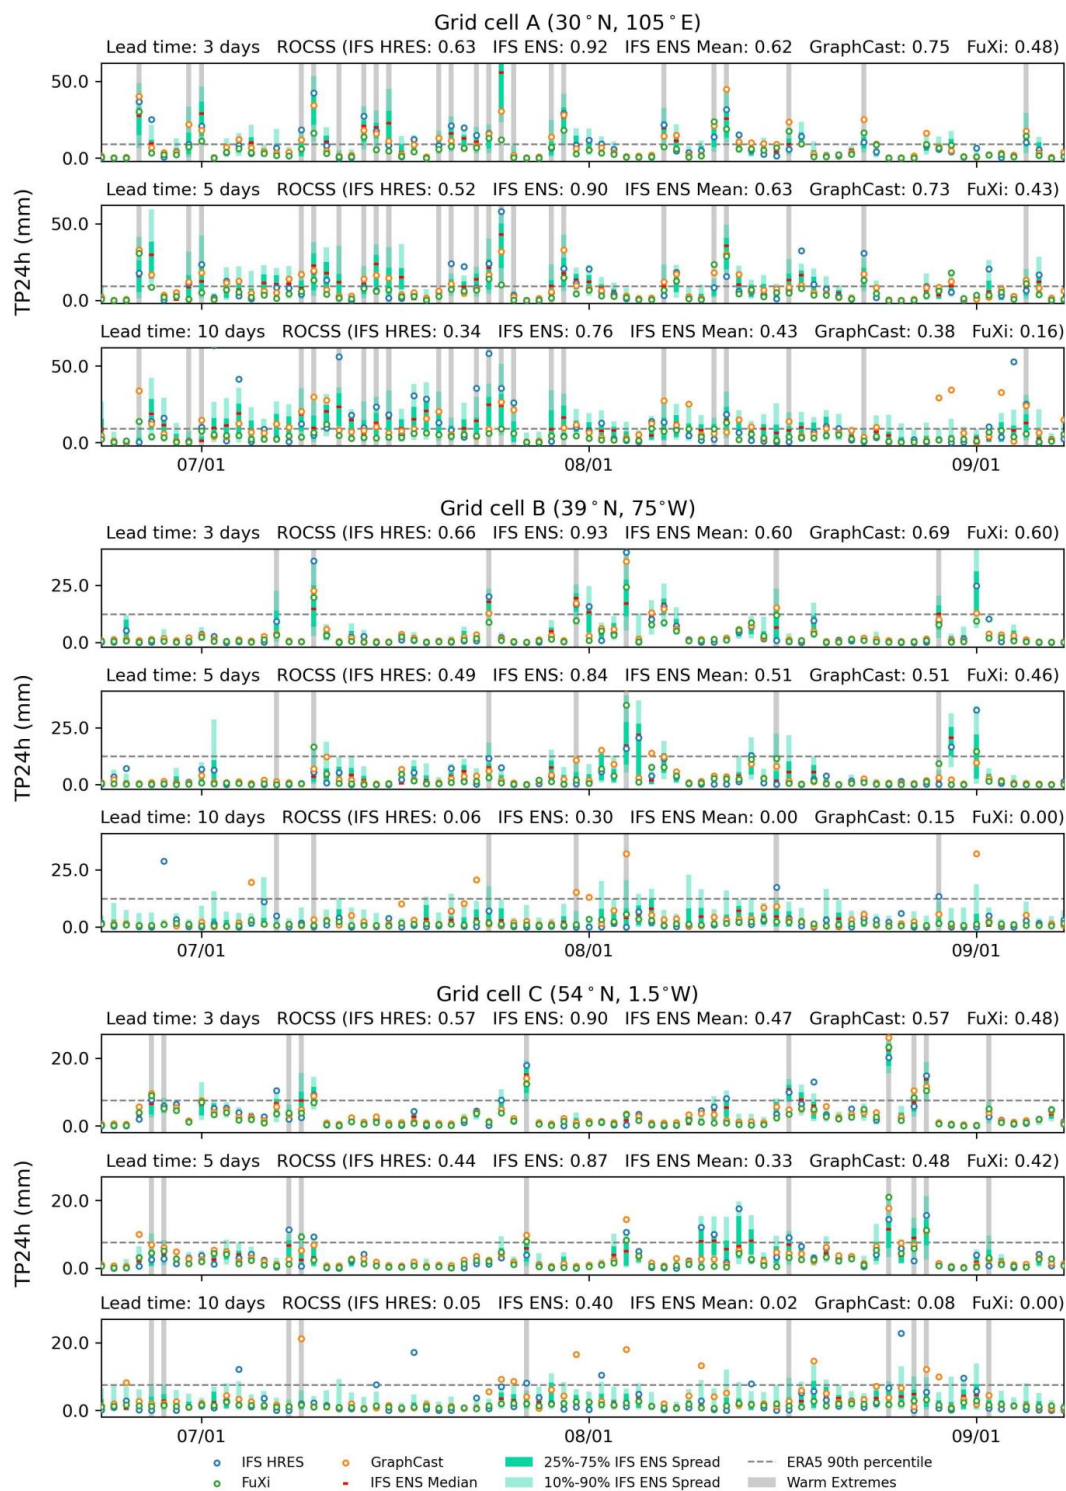 Grid cell A (30°N, 105°E)
Lead time: 3 days ROCSS (IFS HRES: 0.63 IFS ENS: 0.92 IFS ENS Mean: 0.62 GraphCast: 0.75 FuXi: 0.48)
50.0
0.0
Lead time: 5 days ROCSS (IFS HRES: 0.52 IFS ENS: 0.90 IFS ENS Mean: 0.63 GraphCast: 0.73 FuXi: 0.43)
TP24h (mm)
50.0
0.0
Lead time: 10 days ROCSS (IFS HRES: 0.34 IFS ENS: 0.76 IFS ENS Mean: 0.43 GraphCast: 0.38 FuXi: 0.16)
50.0
0.0
07/01 08/01 09/01
Grid cell B (39°N, 75°W)
Lead time: 3 days ROCSS (IFS HRES: 0.66 IFS ENS: 0.93 IFS ENS Mean: 0.60 GraphCast: 0.69 FuXi: 0.60)
25.0
0.0
Lead time: 5 days ROCSS (IFS HRES: 0.49 IFS ENS: 0.84 IFS ENS Mean: 0.51 GraphCast: 0.51 FuXi: 0.46)
TP24h (mm)
25.0
0.0
Lead time: 10 days ROCSS (IFS HRES: 0.06 IFS ENS: 0.30 IFS ENS Mean: 0.00 GraphCast: 0.15 FuXi: 0.00)
25.0
0.0
07/01 08/01 09/01
Grid cell C (54°N, 1.5°W)
Lead time: 3 days ROCSS (IFS HRES: 0.57 IFS ENS: 0.90 IFS ENS Mean: 0.47 GraphCast: 0.57 FuXi: 0.48)
20.0
0.0
Lead time: 5 days ROCSS (IFS HRES: 0.44 IFS ENS: 0.87 IFS ENS Mean: 0.33 GraphCast: 0.48 FuXi: 0.42)
TP24h (mm)
20.0
0.0
Lead time: 10 days ROCSS (IFS HRES: 0.05 IFS ENS: 0.40 IFS ENS Mean: 0.02 GraphCast: 0.08 FuXi: 0.00)
20.0
0.0
07/01 08/01 09/01
IFS HRES GraphCast 25%-75% IFS ENS Spread ERA5 90th percentile
FuXi IFS ENS Median 10%-90% IFS ENS Spread Warm Extremes